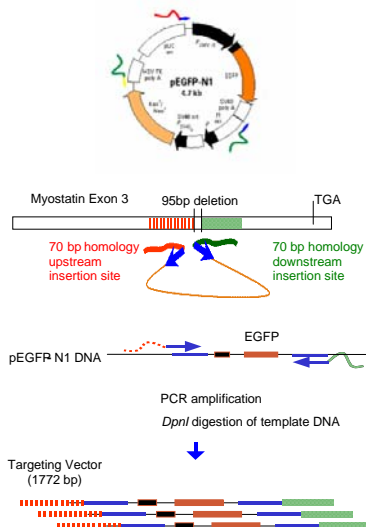 pEGFP-N1
4.7 kb
EGFP
Myostatin Exon 3
95bp deletion
TGA
70 bp homology
upstream
insertion site
70 bp homology
downstream
insertion site
EGFP
pEGFP-N1 DNA
PCR amplification
DpnI digestion of template DNA
Targeting Vector
(1772 bp)